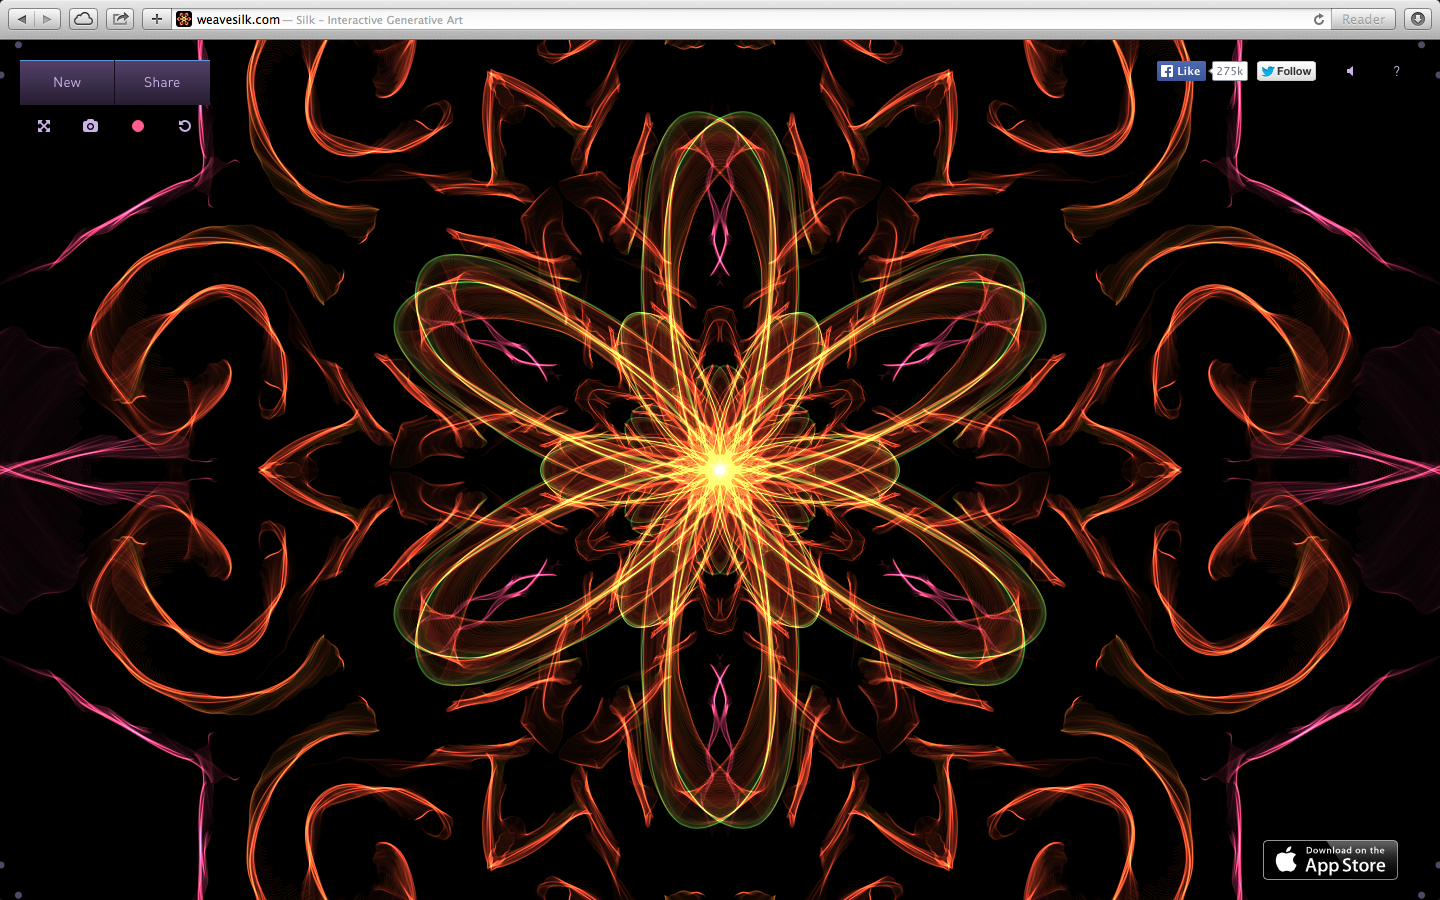 weavesilk.com — Silk – Interactive Generative Art
Reader
New
Share
Like
275k
Follow
?
Download on the
App Store